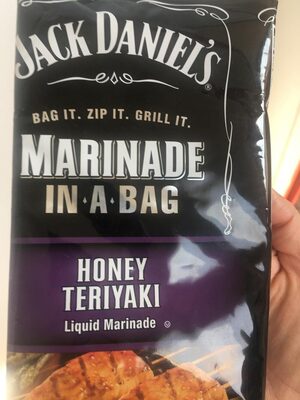 JACK DANIEL'S
BAG IT. ZIP IT. GRILL IT.
MARINADE
IN·A·BAG
HONEY
TERIYAKI
Liquid Marinade